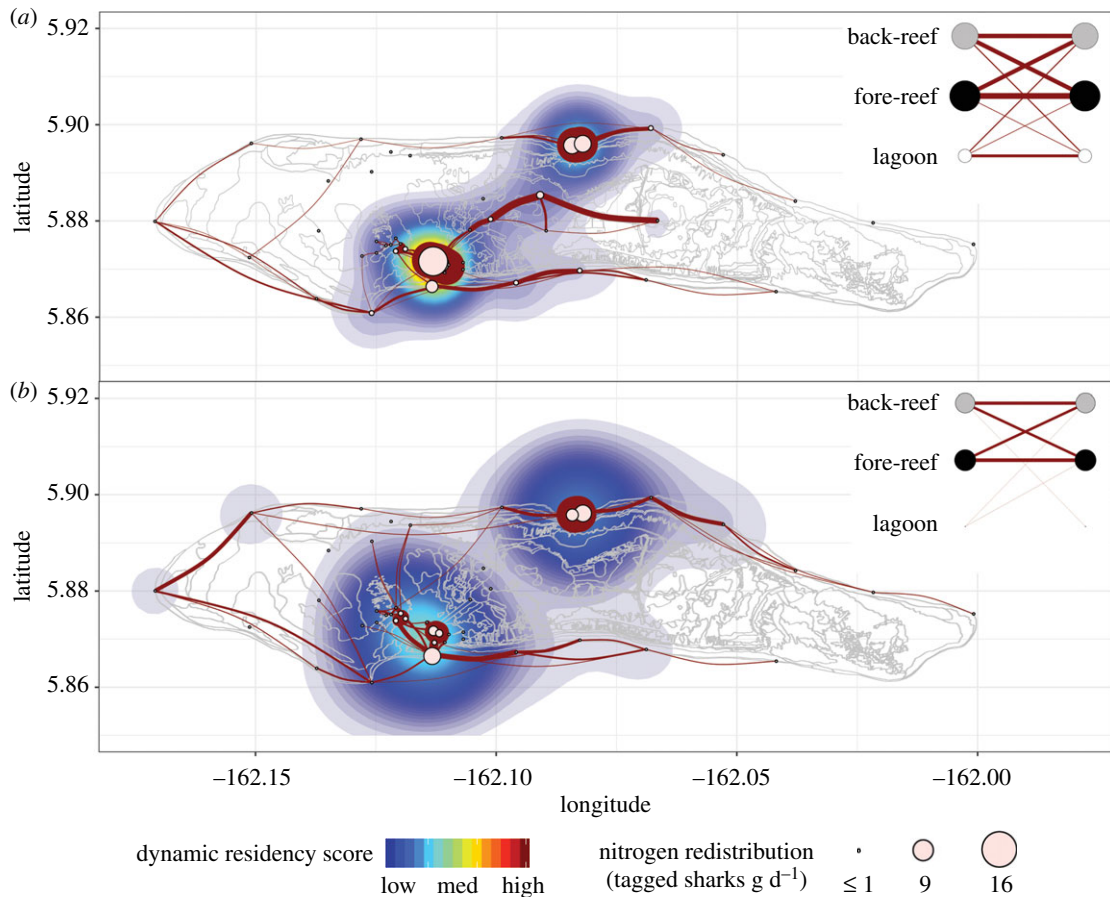 (a)
5.92
5.90
5.88
5.86
latitude
back-reef
fore-reef
lagoon
(b)
5.92
5.90
5.88
5.86
latitude
back-reef
fore-reef
lagoon
−162.15 −162.10 −162.05 −162.00
longitude
dynamic residency score
low med high
nitrogen redistribution
(tagged sharks g d⁻¹)
≤ 1 9 16